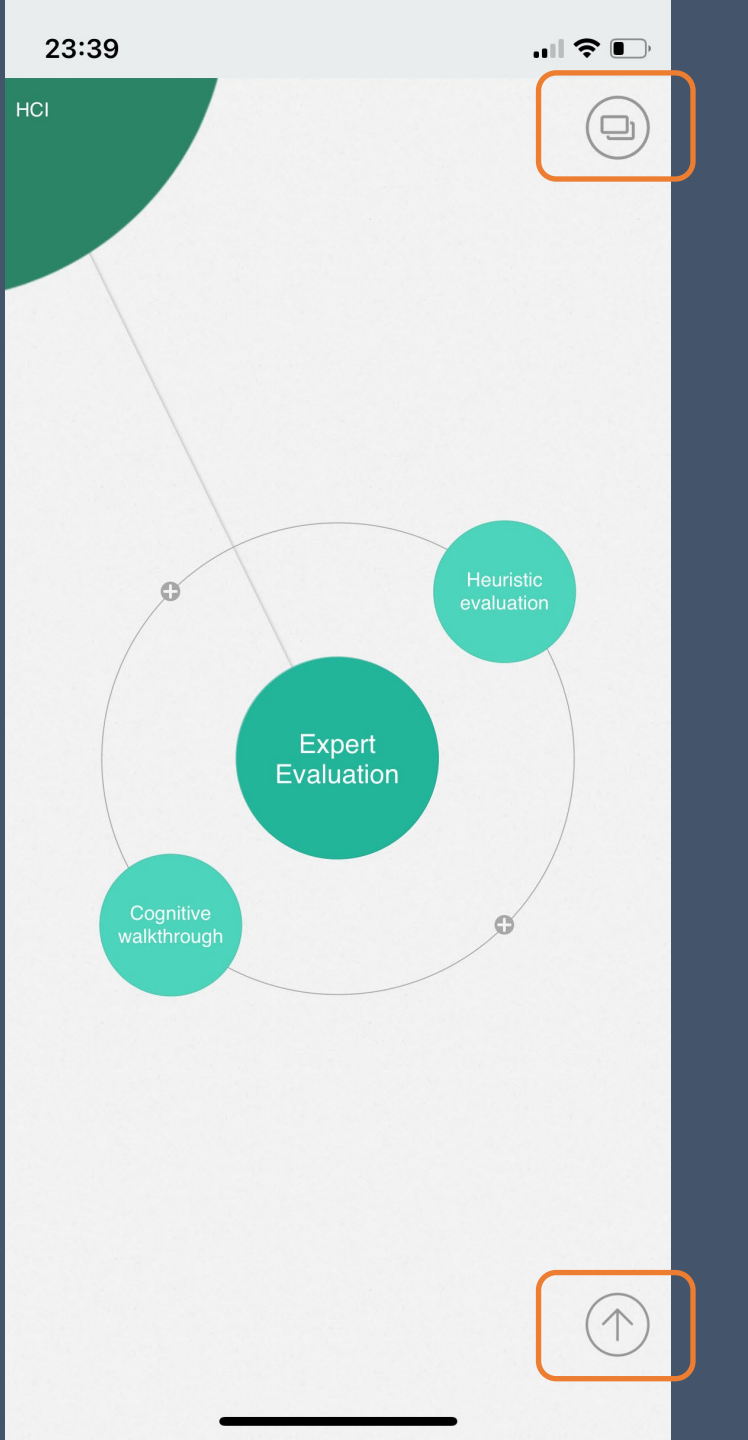 23:39
HCI
Heuristic
evaluation
Expert
Evaluation
Cognitive
walkthrough